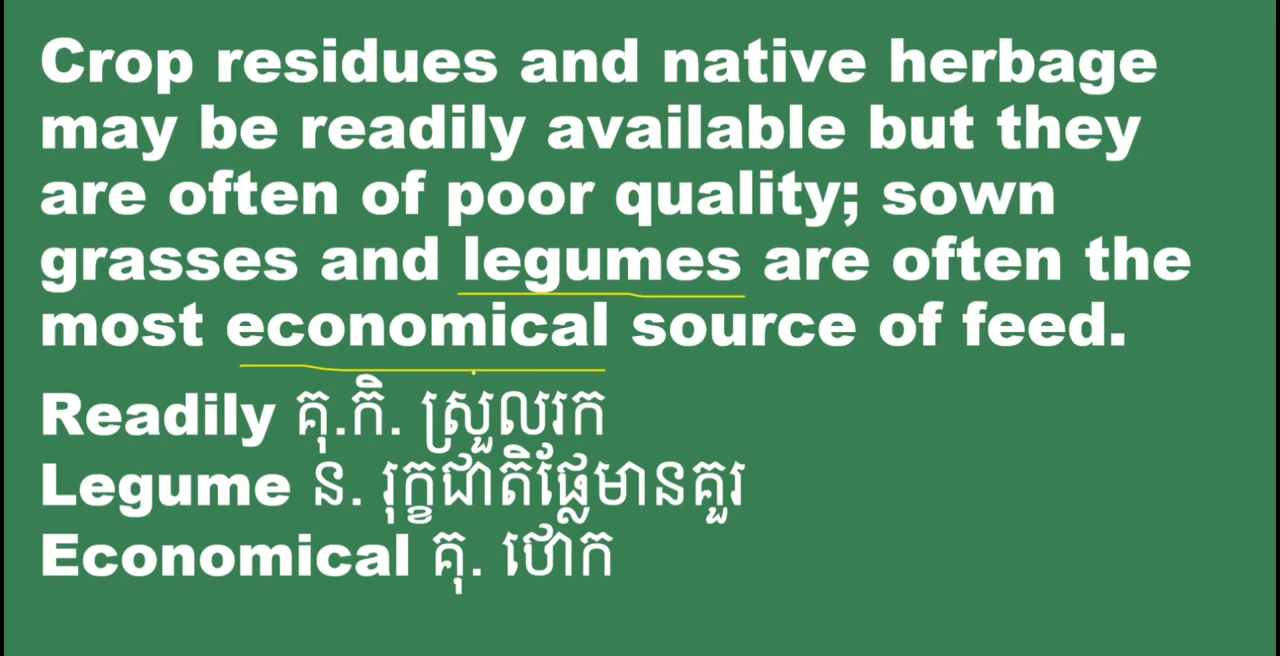 Crop residues and native herbage
may be readily available but they
are often of poor quality; sown
grasses and legumes are often the
most economical source of feed.
Readily គុ.កិ. ស្រួលរក
Legume ន. រុក្ខជាតិផ្លែមានគួរ
Economical គុ. ថោក